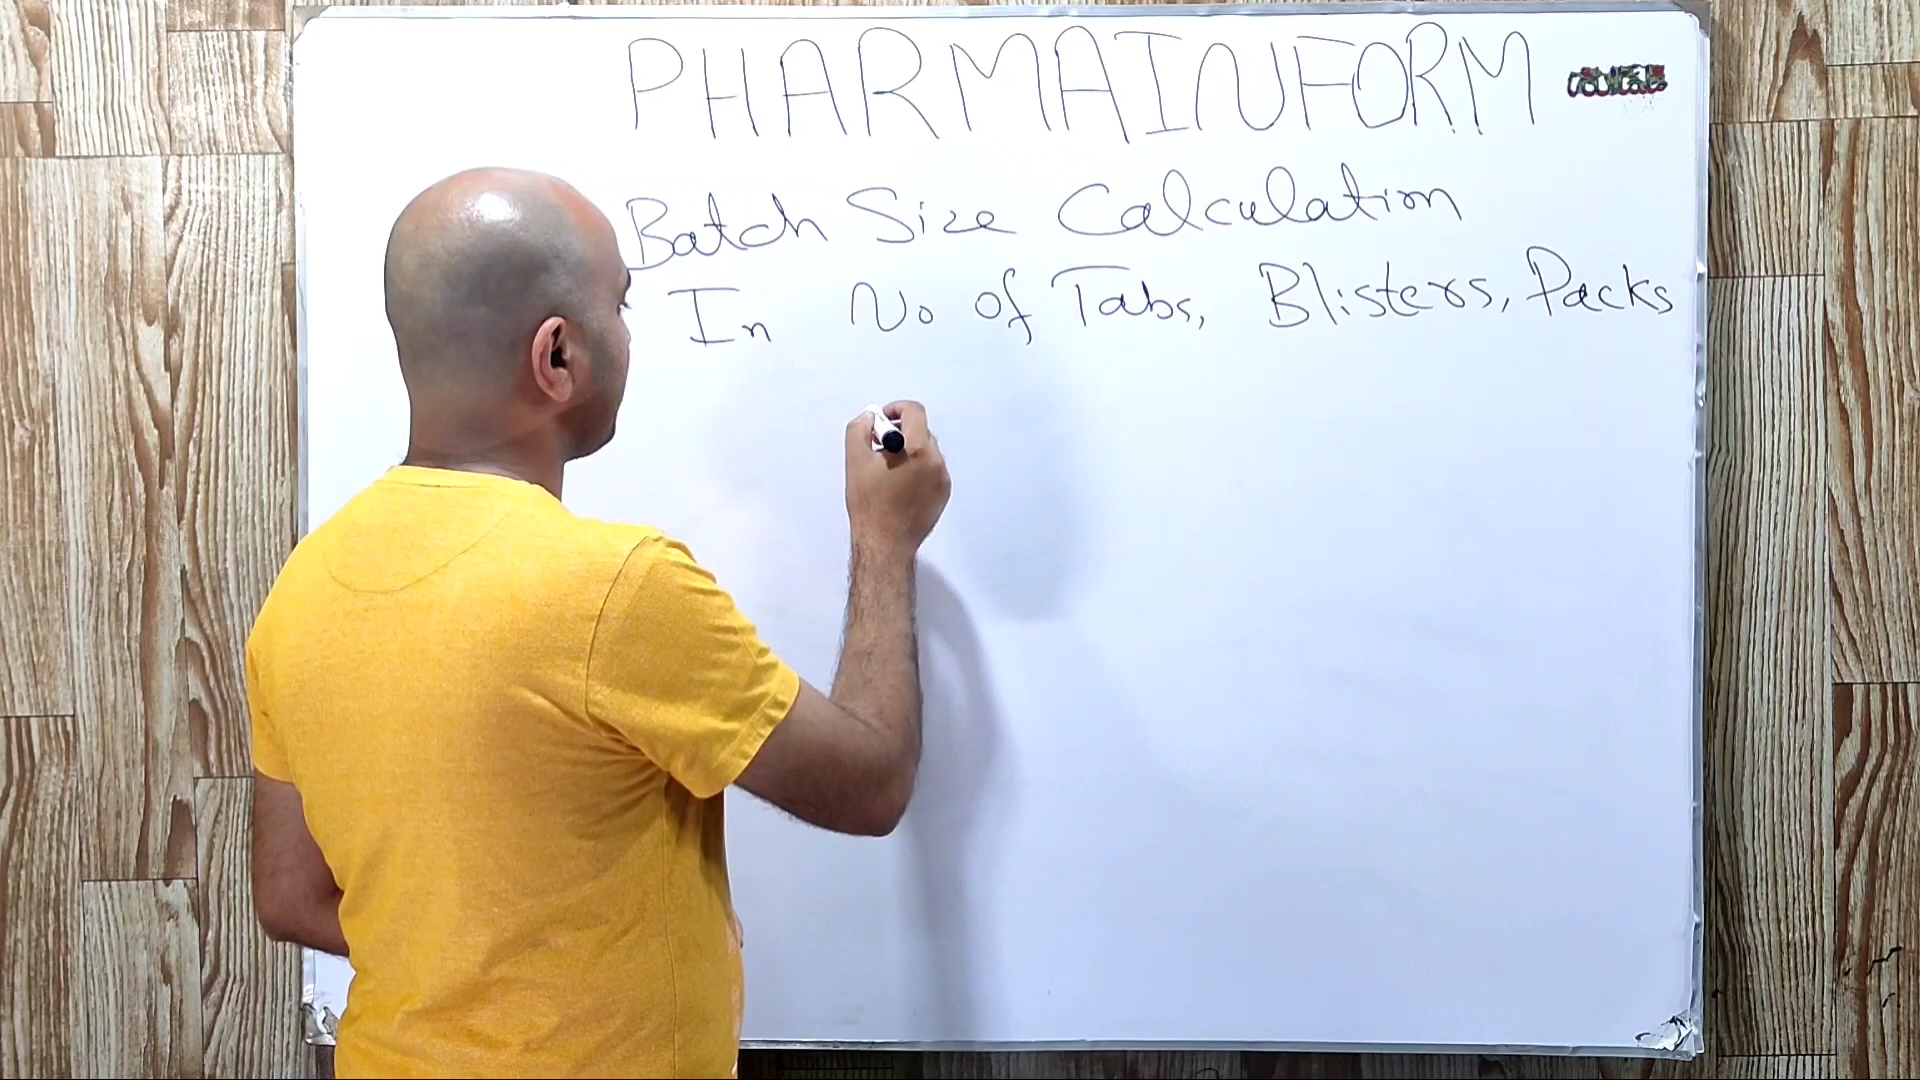 PHARMAINFORM
Batch Size Calculation
In No of Tabs, Blisters, Packs